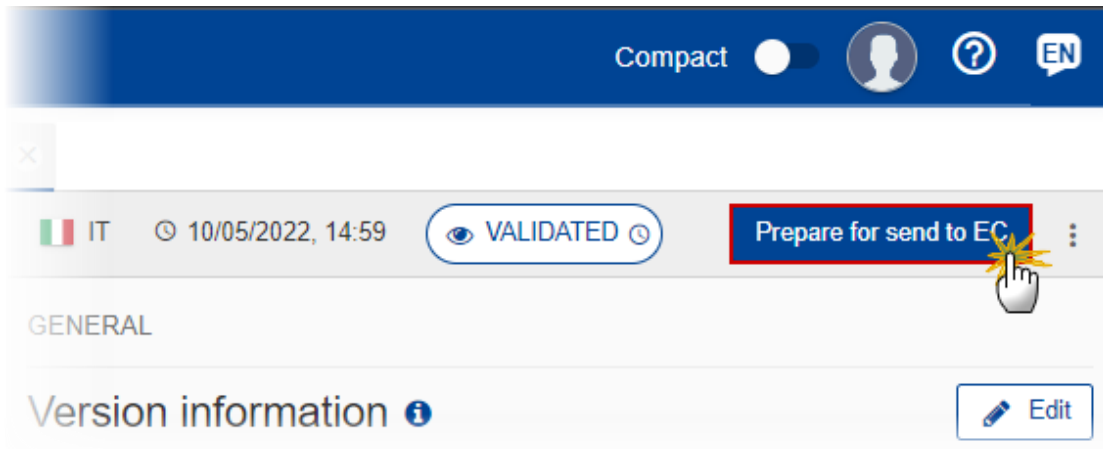 Compact EN
IT 10/05/2022, 14:59 VALIDATED Prepare for send to EC
GENERAL
Version information Edit